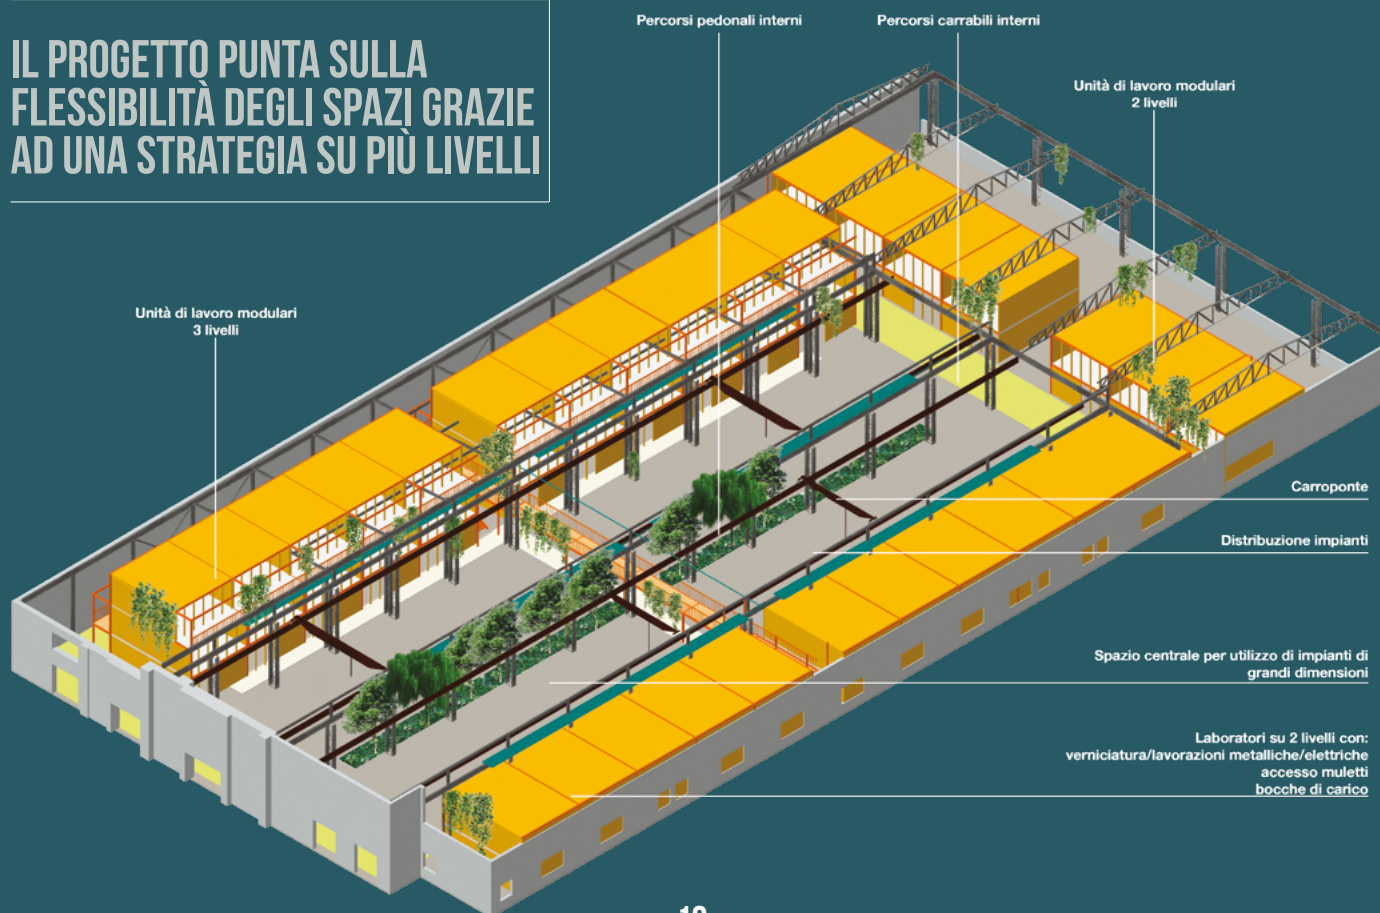 IL PROGETTO PUNTA SULLA
FLESSIBILITÀ DEGLI SPAZI GRAZIE
AD UNA STRATEGIA SU PIÙ LIVELLI
Percorsi pedonali interni
Percorsi carrabili interni
Unità di lavoro modulari
2 livelli
Unità di lavoro modulari
3 livelli
Carroponte
Distribuzione impianti
Spazio centrale per utilizzo di impianti di
grandi dimensioni
Laboratori su 2 livelli con:
verniciatura/lavorazioni metalliche/elettriche
accesso muletti
bocche di carico